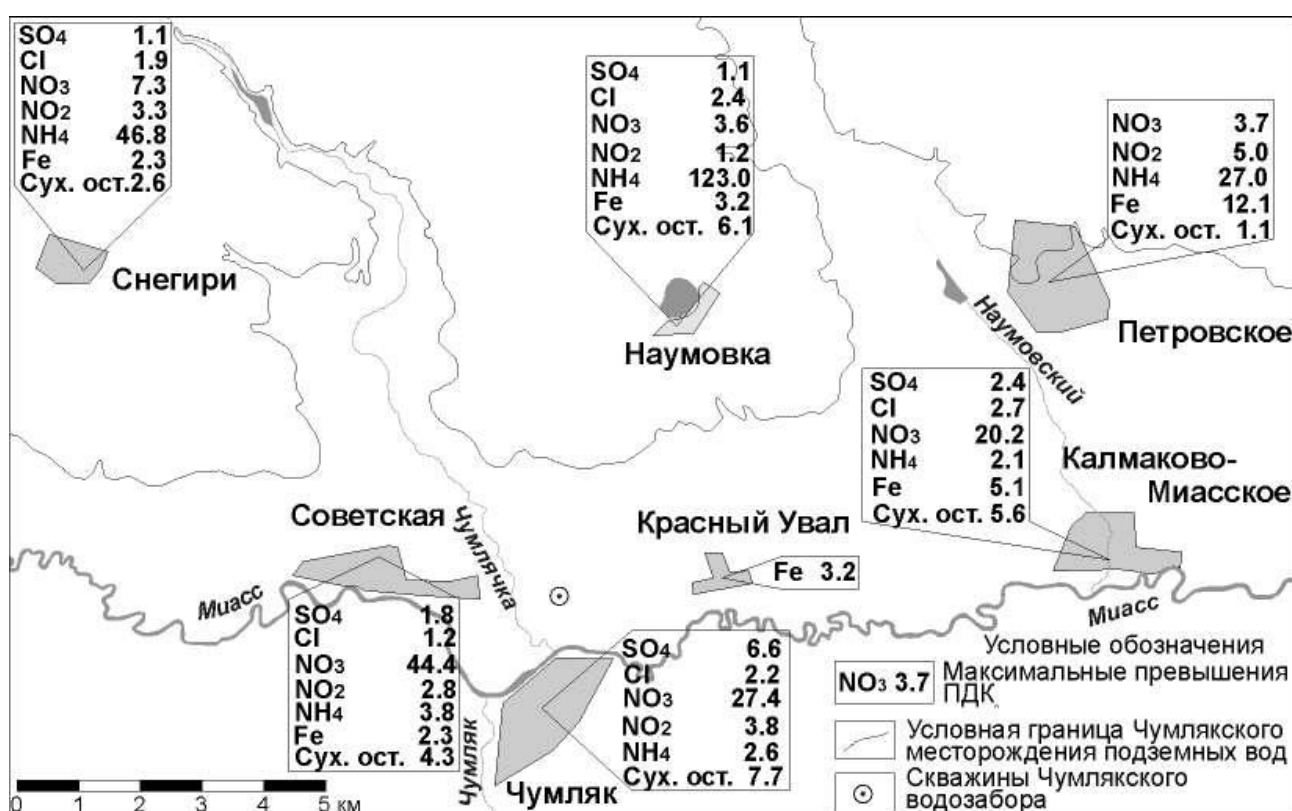 SO4 1.1
Cl 1.9
NO3 7.3
NO2 3.3
NH4 46.8
Fe 2.3
Сух. ост.2.6
Снегири
SO4 1.1
Cl 2.4
NO3 3.6
NO2 1.2
NH4 123.0
Fe 3.2
Сух. ост. 6.1
Наумовка
NO3 3.7
NO2 5.0
NH4 27.0
Fe 12.1
Сух. ост. 1.1
Петровское
Наумовский
SO4 2.4
Cl 2.7
NO3 20.2
NH4 2.1
Fe 5.1
Сух. ост. 5.6
Калмаково-
Миасское
Советская
Чумлячка
Красный Увал
Fe 3.2
Миасс
Миасс
SO4 1.8
Cl 1.2
NO3 44.4
NO2 2.8
NH4 3.8
Fe 2.3
Сух. ост. 4.3
SO4 6.6
Cl 2.2
NO3 27.4
NO2 3.8
NH4 2.6
Сух. ост. 7.7
Чумляк
Чумляк
Условные обозначения
NO3 3.7 Максимальные превышения
ПДК
Условная граница Чумлякского
месторождения подземных вод
Скважины Чумлякского
водозабора
0 1 2 3 4 5 км